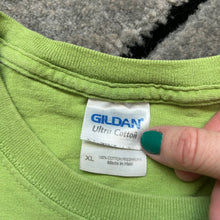 GILDAN®
Ultra Cotton
XL
100% COTTON PRESHRUNK
Made in Haiti